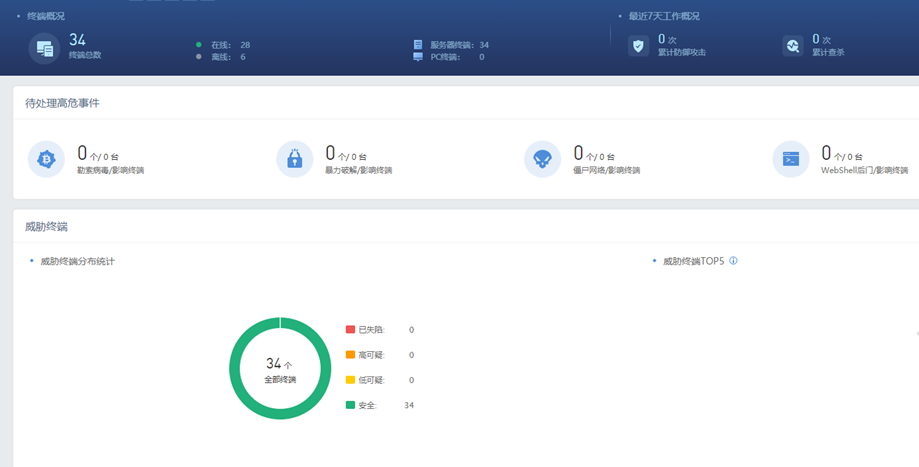 终端概况
34
终端总数
在线: 28
离线: 6
服务器终端: 34
PC终端: 0
最近7天工作概况
0 次
累计防御攻击
0 次
累计查杀
待处理高危事件
0 个/ 0 台
勒索病毒/影响终端
0 个/ 0 台
暴力破解/影响终端
0 个/ 0 台
僵尸网络/影响终端
0 个/ 0 台
WebShell后门/影响终端
威胁终端
威胁终端分布统计
威胁终端TOP5
34 个
全部终端
已失陷: 0
高可疑: 0
低可疑: 0
安全: 34